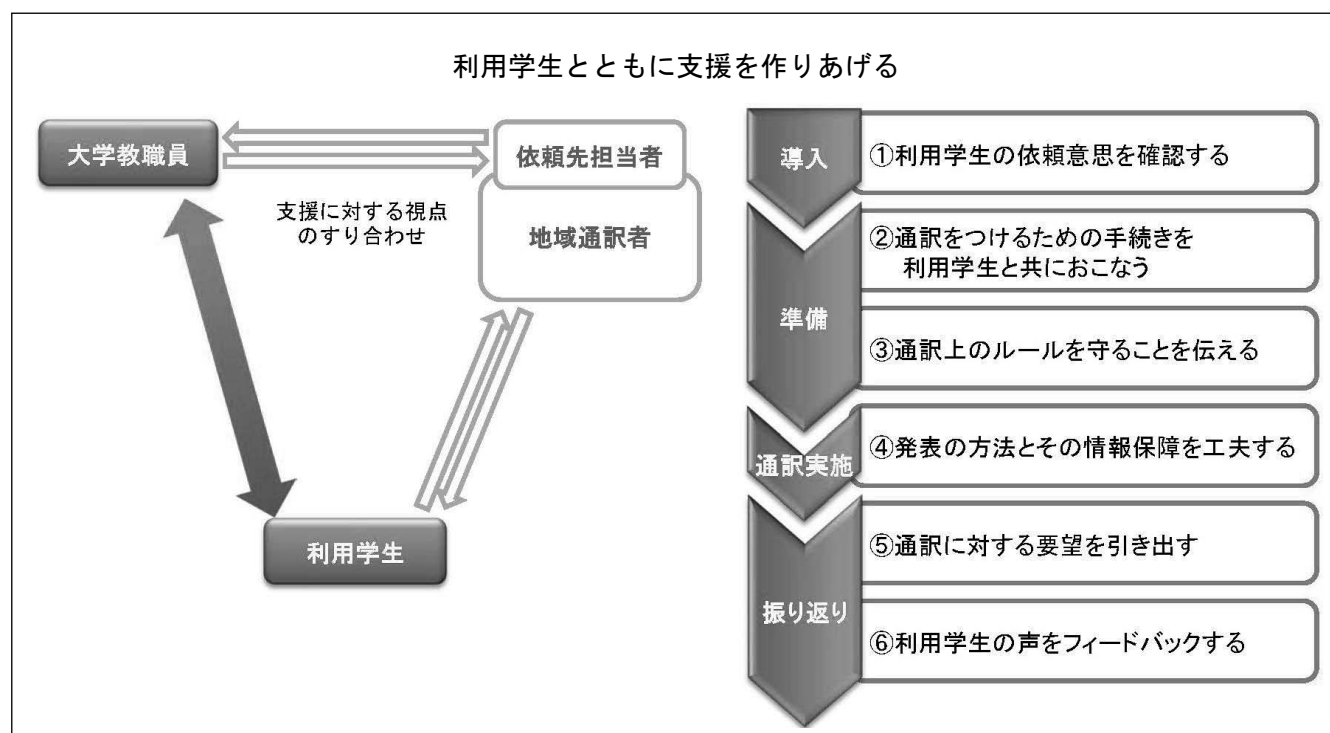 利用学生とともに支援を作りあげる
大学教職員
依頼先担当者
支援に対する視点
のすり合わせ
地域通訳者
利用学生
導入
①利用学生の依頼意思を確認する
準備
②通訳をつけるための手続きを
利用学生と共におこなう
③通訳上のルールを守ることを伝える
通訳実施
④発表の方法とその情報保障を工夫する
振り返り
⑤通訳に対する要望を引き出す
⑥利用学生の声をフィードバックする